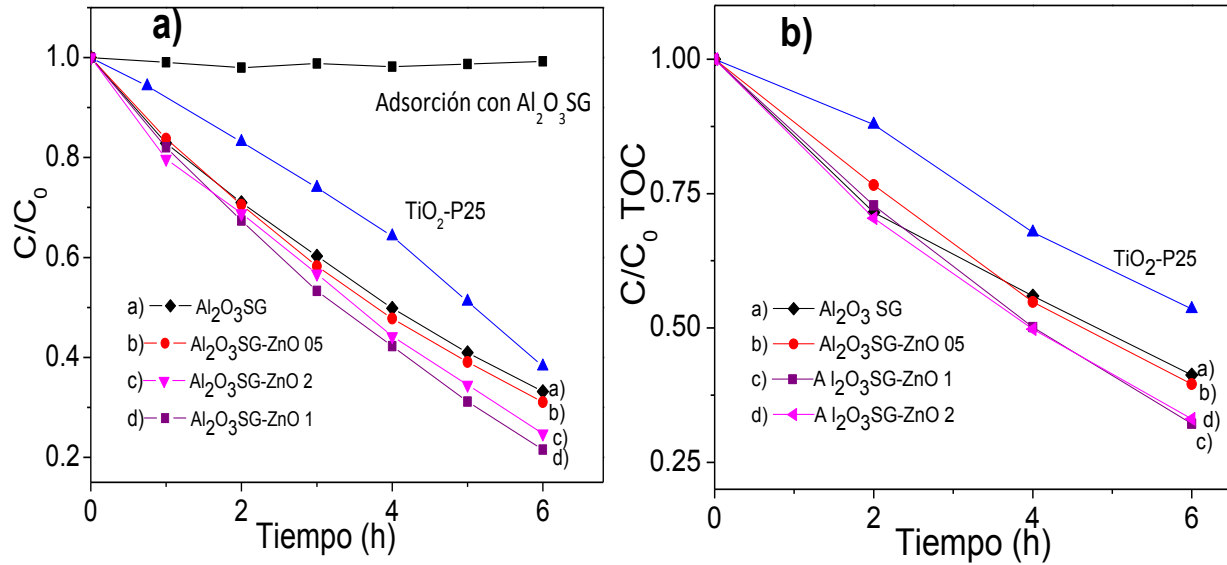 a)
C/C₀
1.0
0.8
0.6
0.4
0.2
Adsorción con Al₂O₃SG
TiO₂-P25
a) Al₂O₃SG
b) Al₂O₃SG-ZnO 05
c) Al₂O₃SG-ZnO 2
d) Al₂O₃SG-ZnO 1
a)
b)
c)
d)
0 2 4 6
Tiempo (h)
b)
C/C₀ TOC
1.00
0.75
0.50
0.25
TiO₂-P25
a) Al₂O₃ SG
b) Al₂O₃SG-ZnO 05
c) A l₂O₃SG-ZnO 1
d) A l₂O₃SG-ZnO 2
a)
b)
d)
c)
0 2 4 6
Tiempo (h)